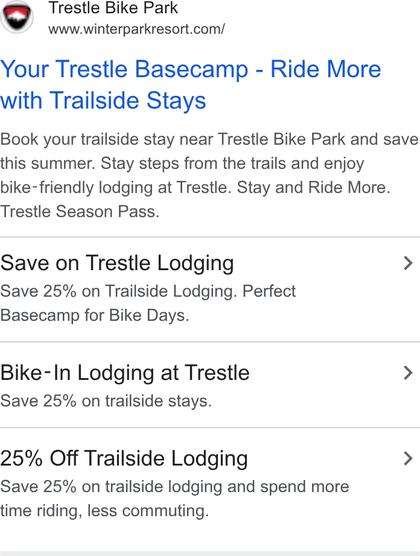 Trestle Bike Park
www.winterparkresort.com/
Your Trestle Basecamp - Ride More
with Trailside Stays
Book your trailside stay near Trestle Bike Park and save
this summer. Stay steps from the trails and enjoy
bike-friendly lodging at Trestle. Stay and Ride More.
Trestle Season Pass.
Save on Trestle Lodging
Save 25% on Trailside Lodging. Perfect
Basecamp for Bike Days.
Bike-In Lodging at Trestle
Save 25% on trailside stays.
25% Off Trailside Lodging
Save 25% on trailside lodging and spend more
time riding, less commuting.